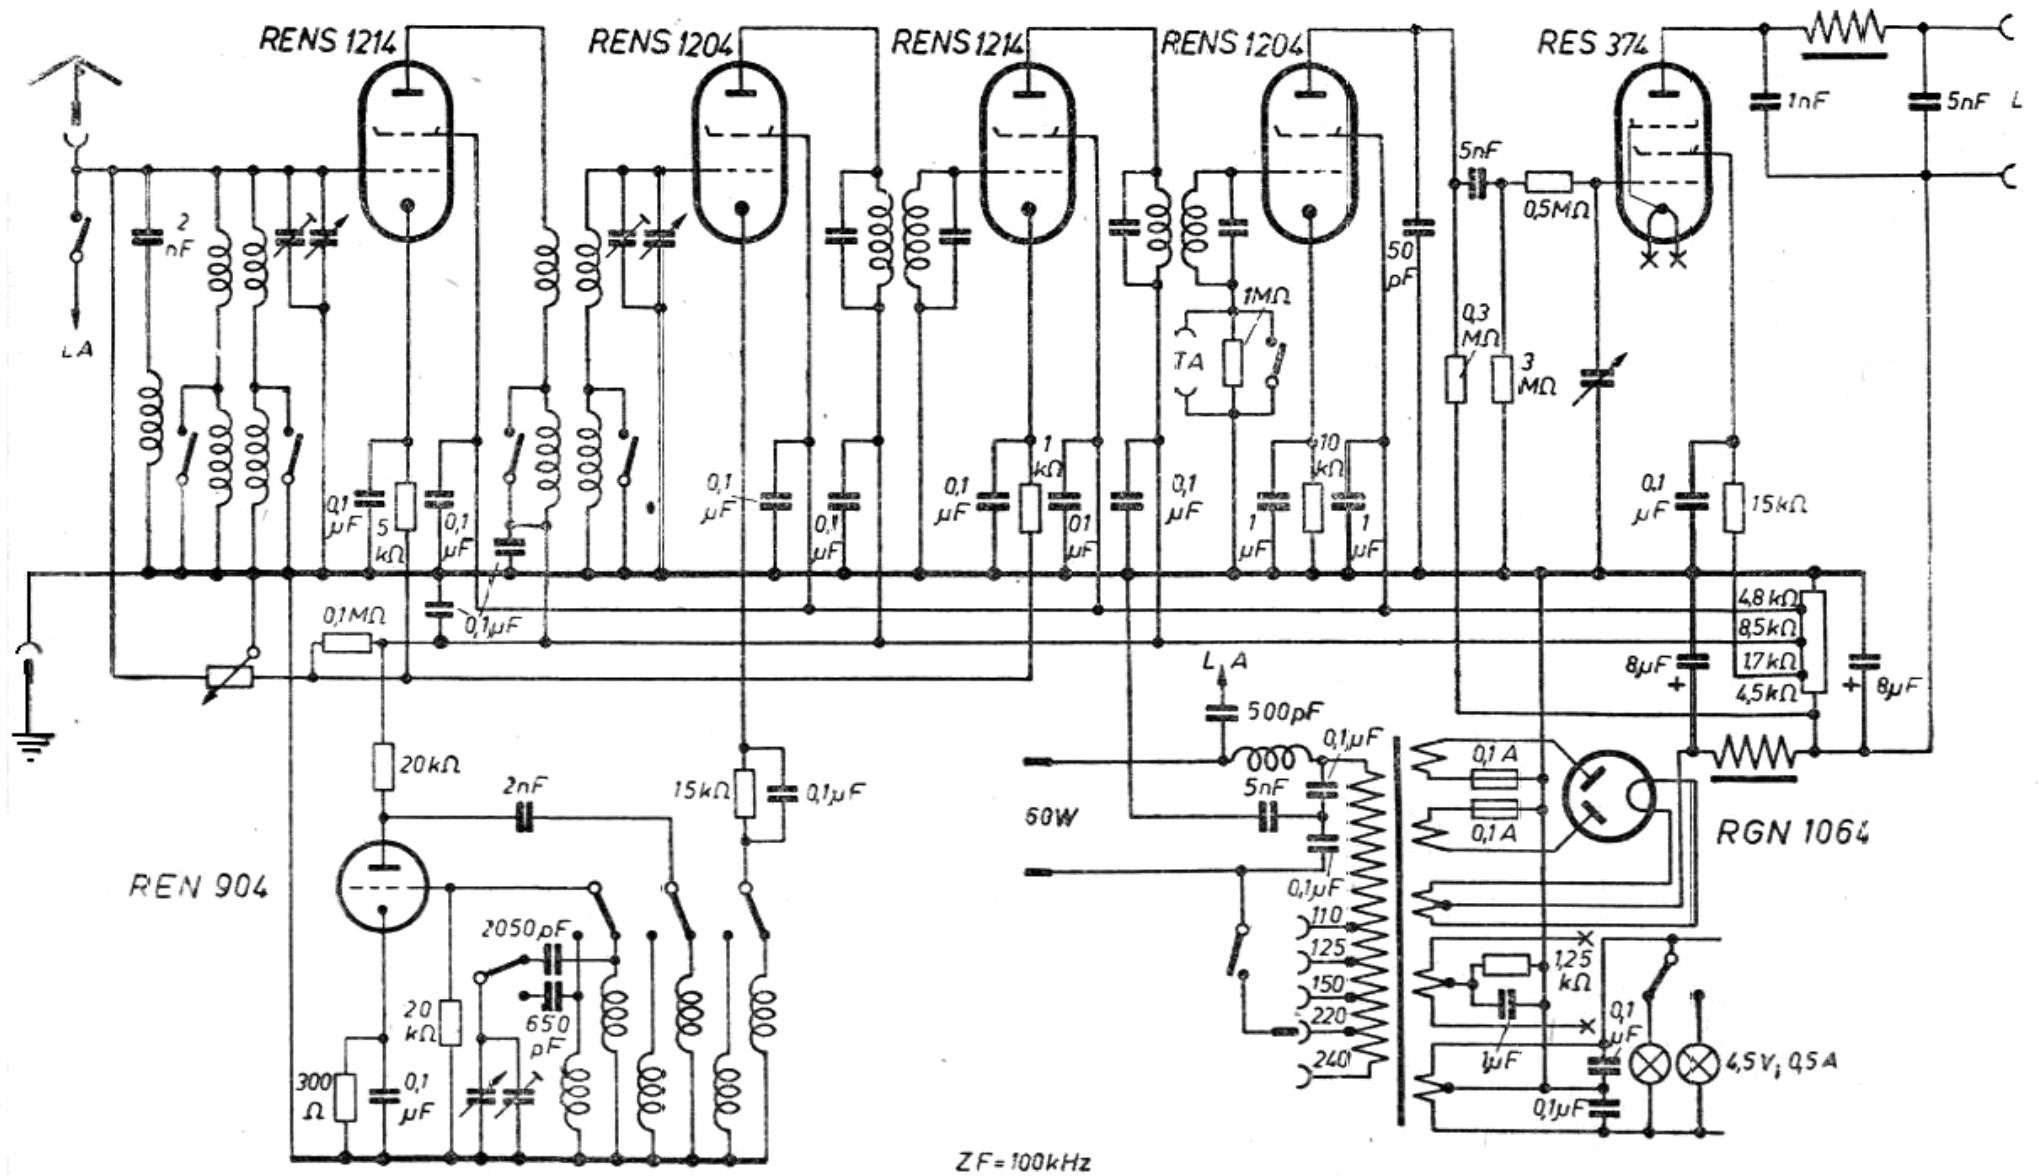 RENS 1214
RENS 1204
RENS 1214
RENS 1204
RES 374
1nF
5nF
L
2
nF
LA
50
pF
5nF
0,5MΩ
1MΩ
TA
0,3
MΩ
3
MΩ
0,1
µF
5
kΩ
0,1
µF
0,1
µF
0,1
µF
0,1
µF
1
kΩ
01
µF
0,1
µF
1
µF
10
kΩ
1
µF
0,1
µF
15kΩ
0,1MΩ
0,1µF
4,8kΩ
8,5kΩ
1,7kΩ
4,5kΩ
8µF
+
+
8µF
20kΩ
2nF
15kΩ
0,1µF
LA
500pF
0,1µF
5nF
60W
0,1µF
0,1A
0,1A
RGN 1064
REN 904
2050pF
650
pF
20
kΩ
300
Ω
0,1
µF
110
125
150
220
240
1,25
kΩ
1µF
0,1
µF
0,1µF
4,5V; 0,5A
ZF=100kHz